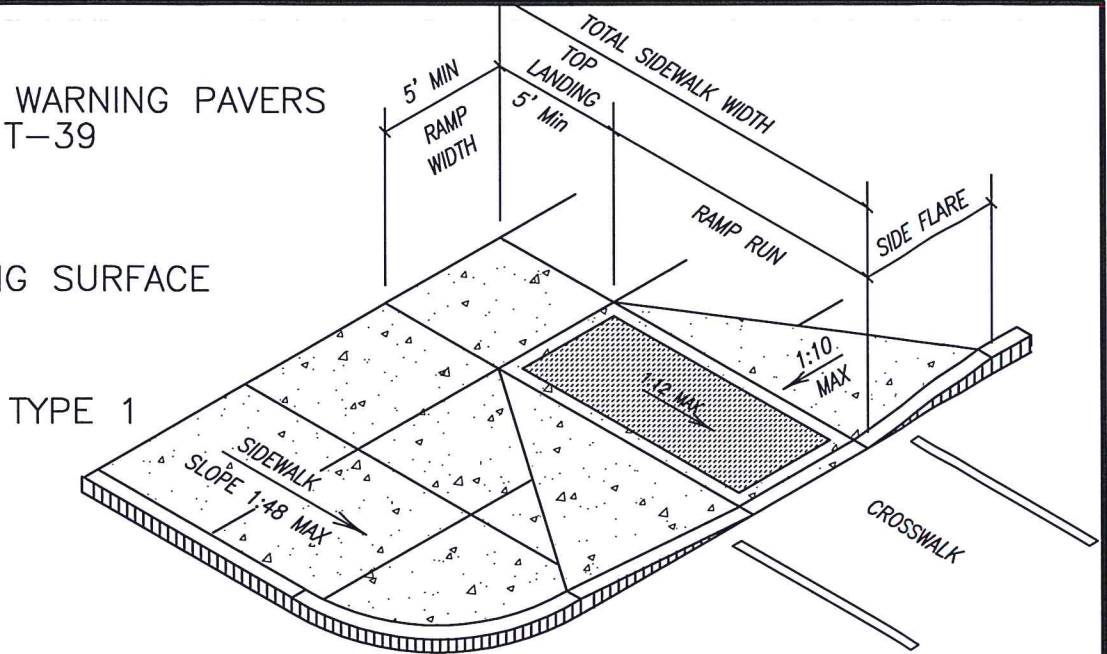 WARNING PAVERS
T-39
G SURFACE
TYPE 1
5' MIN
RAMP
WIDTH
TOP
LANDING
5' Min
TOTAL SIDEWALK WIDTH
RAMP RUN
SIDE FLARE
1:10
MAX
1:12 MAX
SIDEWALK
SLOPE 1:48 MAX
CROSSWALK